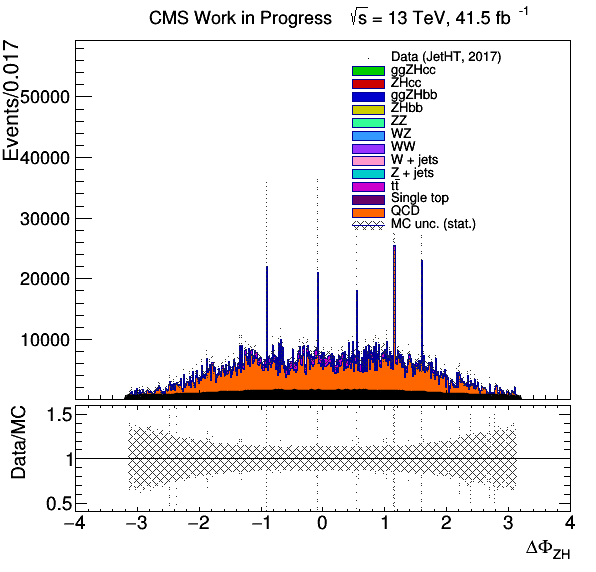 CMS Work in Progress √s = 13 TeV, 41.5 fb⁻¹
Events/0.017
50000
40000
30000
20000
10000
Data (JetHT, 2017)
ggZHcc
ZHcc
ggZHbb
ZHbb
ZZ
WZ
WW
W + jets
Z + jets
tt̄
Single top
QCD
MC unc. (stat.)
Data/MC
1.5
1
0.5
−4 −3 −2 −1 0 1 2 3 4
ΔΦ_ZH